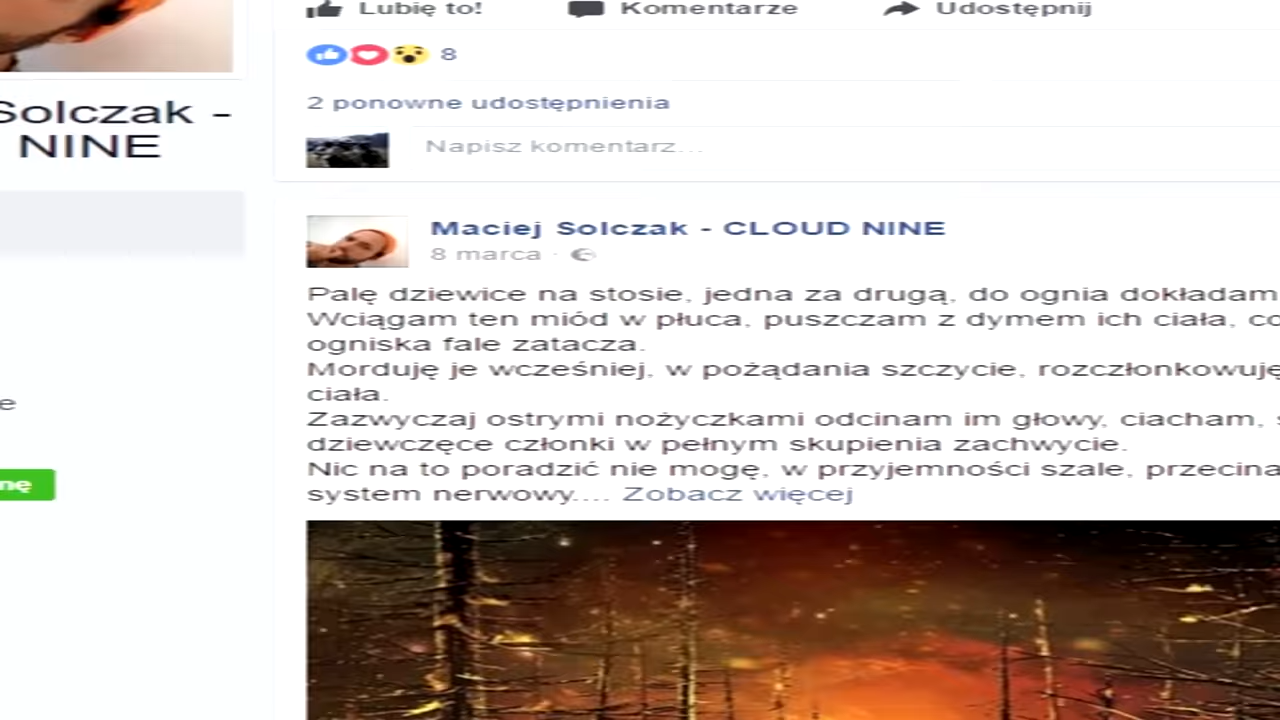 Lubię to!
Komentarze
Udostępnij
8
2 ponowne udostępnienia
Napisz komentarz...
Solczak -
NINE
Maciej Solczak - CLOUD NINE
8 marca ·
Palę dziewice na stosie, jedna za drugą, do ognia dokładam
Wciągam ten miód w płuca, puszczam z dymem ich ciała, co
ogniska fale zatacza.
Morduję je wcześniej, w pożądania szczycie, rozczłonkowuję
ciała.
Zazwyczaj ostrymi nożyczkami odcinam im głowy, ciacham, s
dziewczęce członki w pełnym skupienia zachwycie.
Nic na to poradzić nie mogę, w przyjemności szale, przecina
system nerwowy.... Zobacz więcej
e
nę